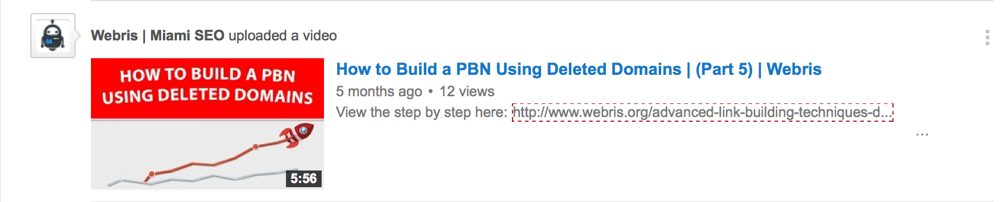 Webris | Miami SEO uploaded a video
HOW TO BUILD A PBN
USING DELETED DOMAINS
5:56
How to Build a PBN Using Deleted Domains | (Part 5) | Webris
5 months ago • 12 views
View the step by step here: http://www.webris.org/advanced-link-building-techniques-d...
...
M